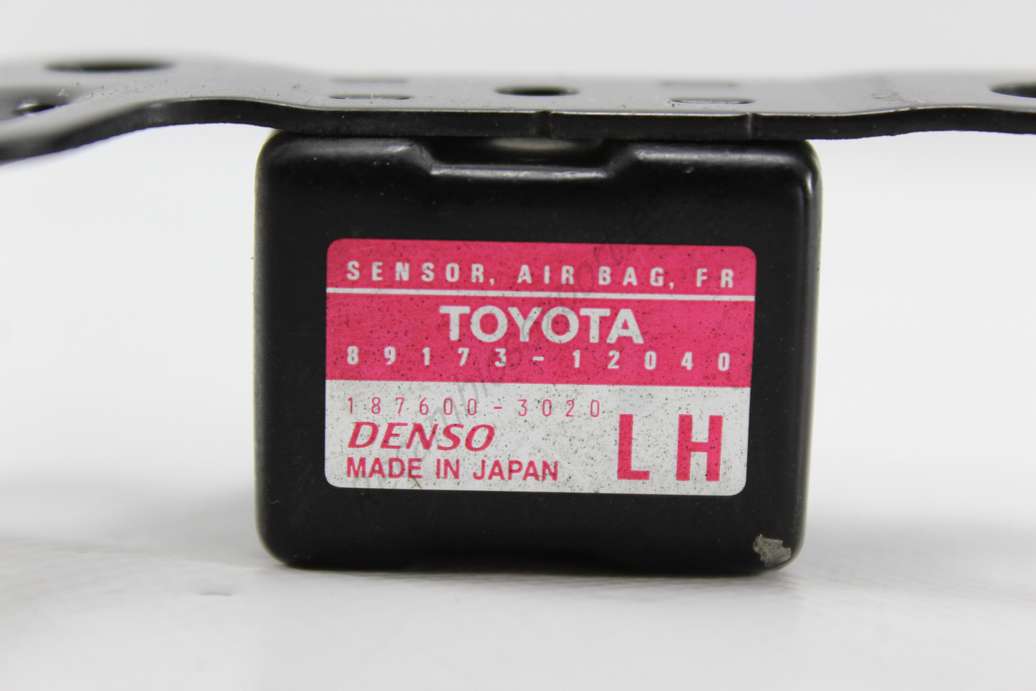 SENSOR, AIR BAG, FR
TOYOTA
89173-12040
187600-3020
DENSO
MADE IN JAPAN
LH